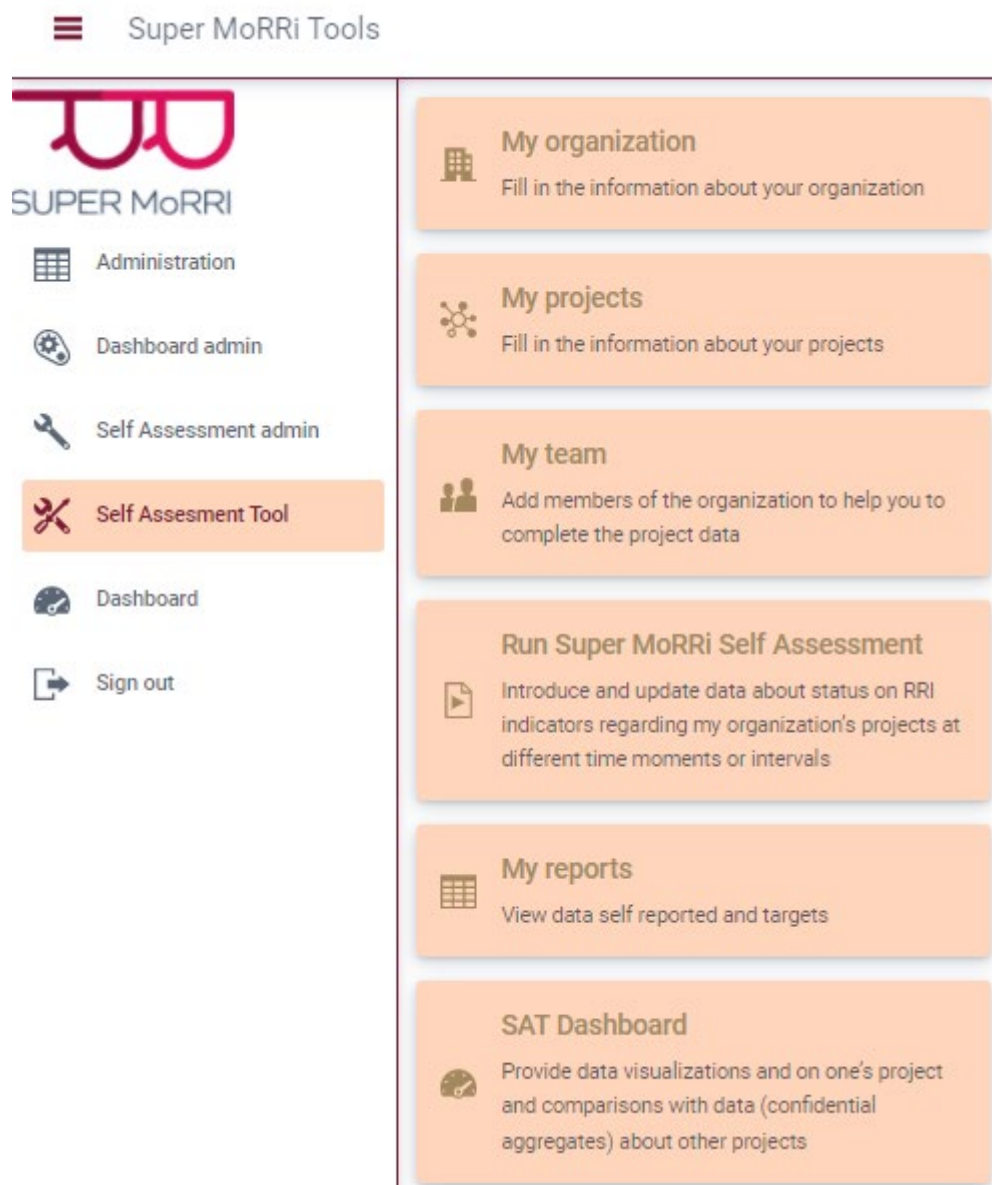 Super MoRRi Tools
SUPER MoRRI
Administration
Dashboard admin
Self Assessment admin
Self Assesment Tool
Dashboard
Sign out
My organization
Fill in the information about your organization
My projects
Fill in the information about your projects
My team
Add members of the organization to help you to
complete the project data
Run Super MoRRi Self Assessment
Introduce and update data about status on RRI
indicators regarding my organization's projects at
different time moments or intervals
My reports
View data self reported and targets
SAT Dashboard
Provide data visualizations and on one's project
and comparisons with data (confidential
aggregates) about other projects